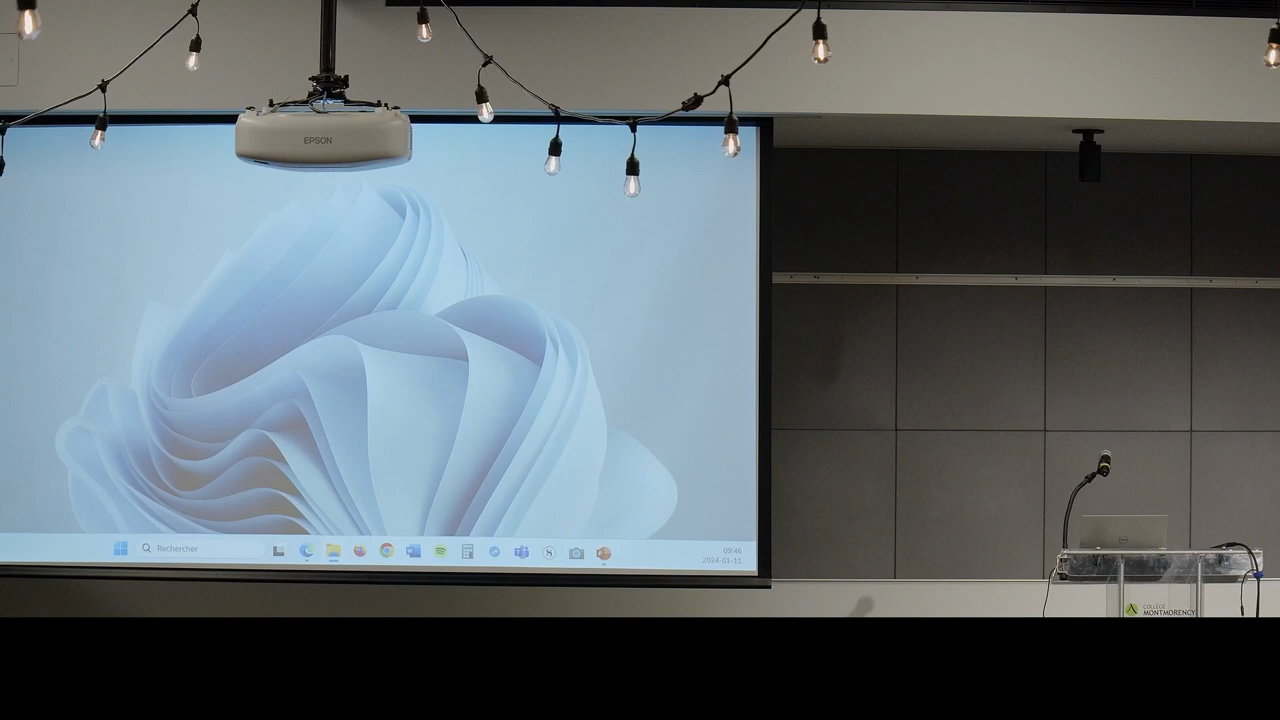 EPSON
Rechercher
09:46
2024-01-11
COLLÈGE
MONTMORENCY